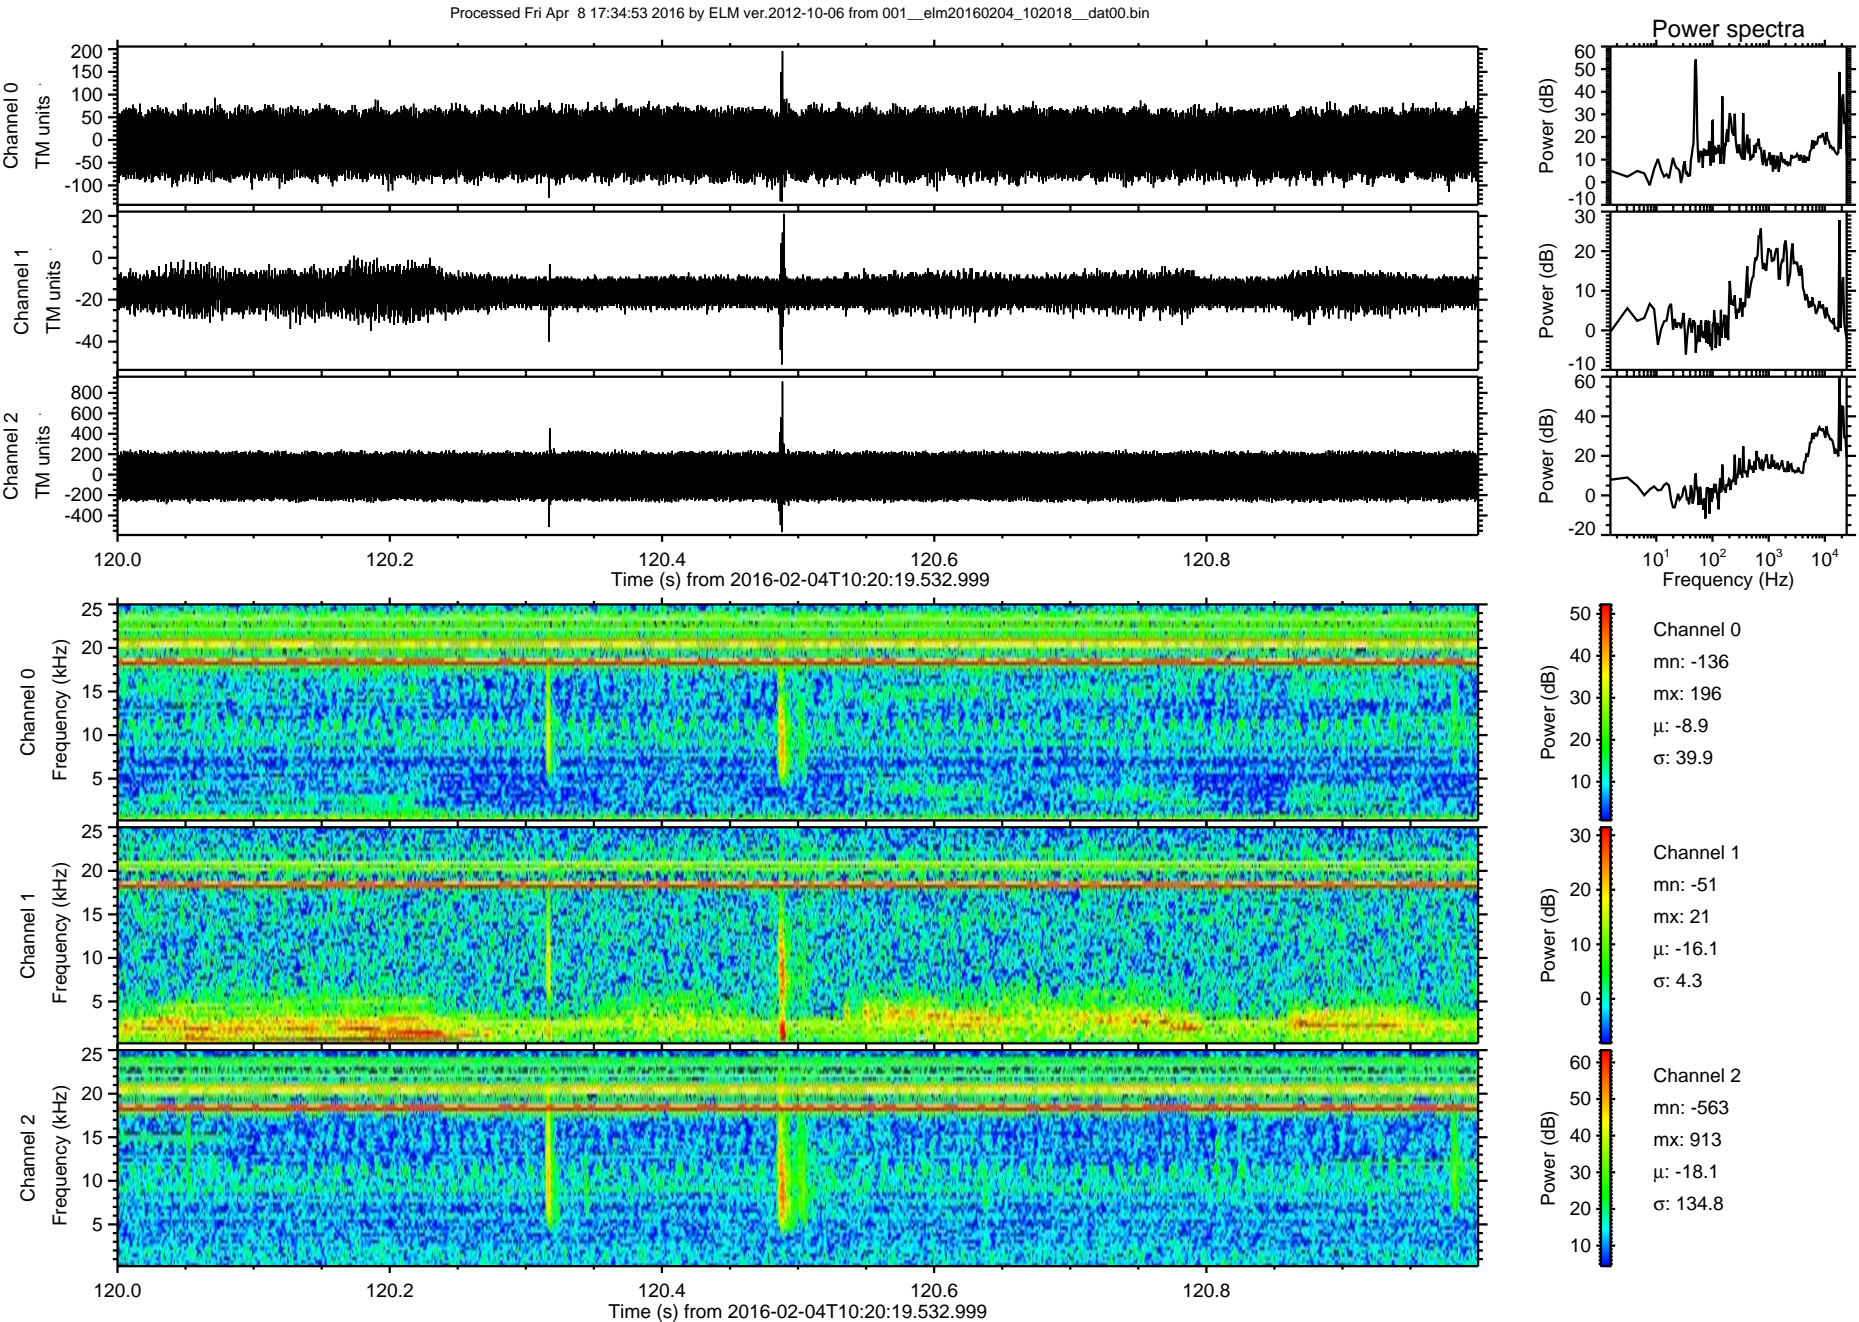 Processed Fri Apr 8 17:34:53 2016 by ELM ver.2012-10-06 from 001__elm20160204_102018__dat00.bin
Power spectra
Channel 0
TM units
200
150
100
50
0
-50
-100
Power (dB)
60
50
40
30
20
10
0
-10
Channel 1
TM units
20
0
-20
-40
Power (dB)
30
20
10
0
-10
Channel 2
TM units
800
600
400
200
0
-200
-400
Power (dB)
60
40
20
0
-20
120.0 120.2 120.4 120.6 120.8
Time (s) from 2016-02-04T10:20:19.532.999
10^1 10^2 10^3 10^4
Frequency (Hz)
Channel 0
Frequency (kHz)
25
20
15
10
5
Power (dB)
50
40
30
20
10
Channel 0
mn: -136
mx: 196
μ: -8.9
σ: 39.9
Channel 1
Frequency (kHz)
25
20
15
10
5
Power (dB)
30
20
10
0
Channel 1
mn: -51
mx: 21
μ: -16.1
σ: 4.3
Channel 2
Frequency (kHz)
25
20
15
10
5
Power (dB)
60
50
40
30
20
10
Channel 2
mn: -563
mx: 913
μ: -18.1
σ: 134.8
120.0 120.2 120.4 120.6 120.8
Time (s) from 2016-02-04T10:20:19.532.999